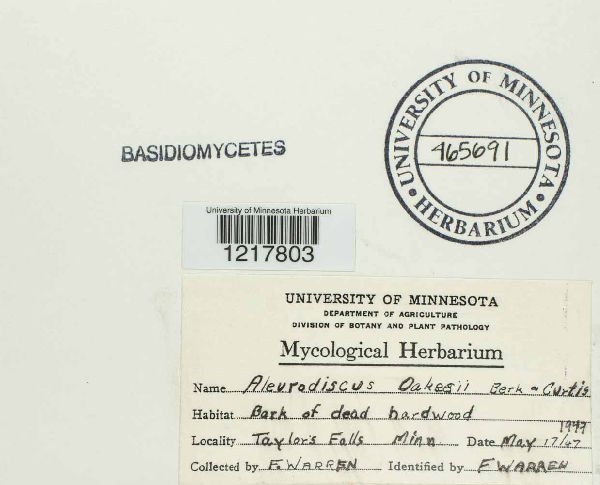 BASIDIOMYCETES
UNIVERSITY OF MINNESOTA
465691
• HERBARIUM •
University of Minnesota Herbarium
1217803
UNIVERSITY OF MINNESOTA
DEPARTMENT OF AGRICULTURE
DIVISION OF BOTANY AND PLANT PATHOLOGY
Mycological Herbarium
Name Aleurodiscus Oakesii Berk & Curtis
Habitat Bark of dead hardwood
1947
Locality Taylors Falls Minn Date May 17/47
Collected by F. WARREN Identified by F WARREN